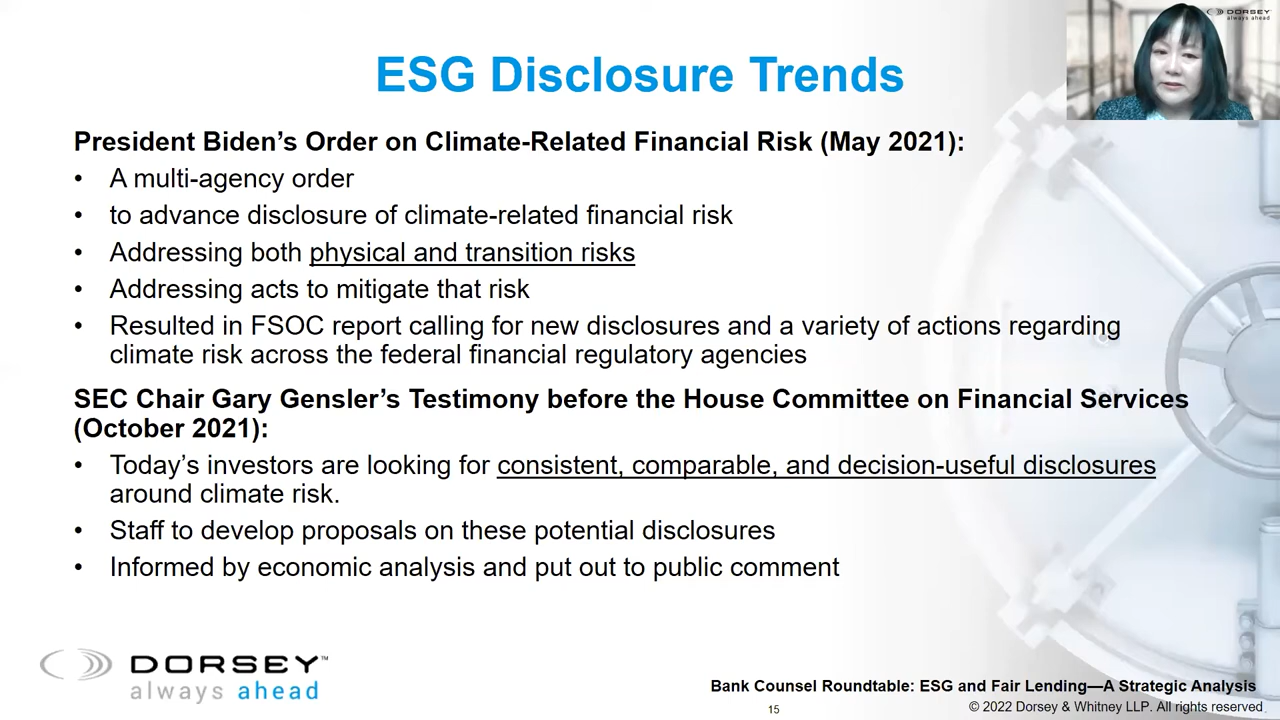 DORSEY
always ahead
ESG Disclosure Trends
President Biden’s Order on Climate-Related Financial Risk (May 2021):
• A multi-agency order
• to advance disclosure of climate-related financial risk
• Addressing both physical and transition risks
• Addressing acts to mitigate that risk
• Resulted in FSOC report calling for new disclosures and a variety of actions regarding
climate risk across the federal financial regulatory agencies
SEC Chair Gary Gensler’s Testimony before the House Committee on Financial Services
(October 2021):
• Today’s investors are looking for consistent, comparable, and decision-useful disclosures
around climate risk.
• Staff to develop proposals on these potential disclosures
• Informed by economic analysis and put out to public comment
DORSEY™
always ahead
Bank Counsel Roundtable: ESG and Fair Lending—A Strategic Analysis
15
© 2022 Dorsey & Whitney LLP. All rights reserved.